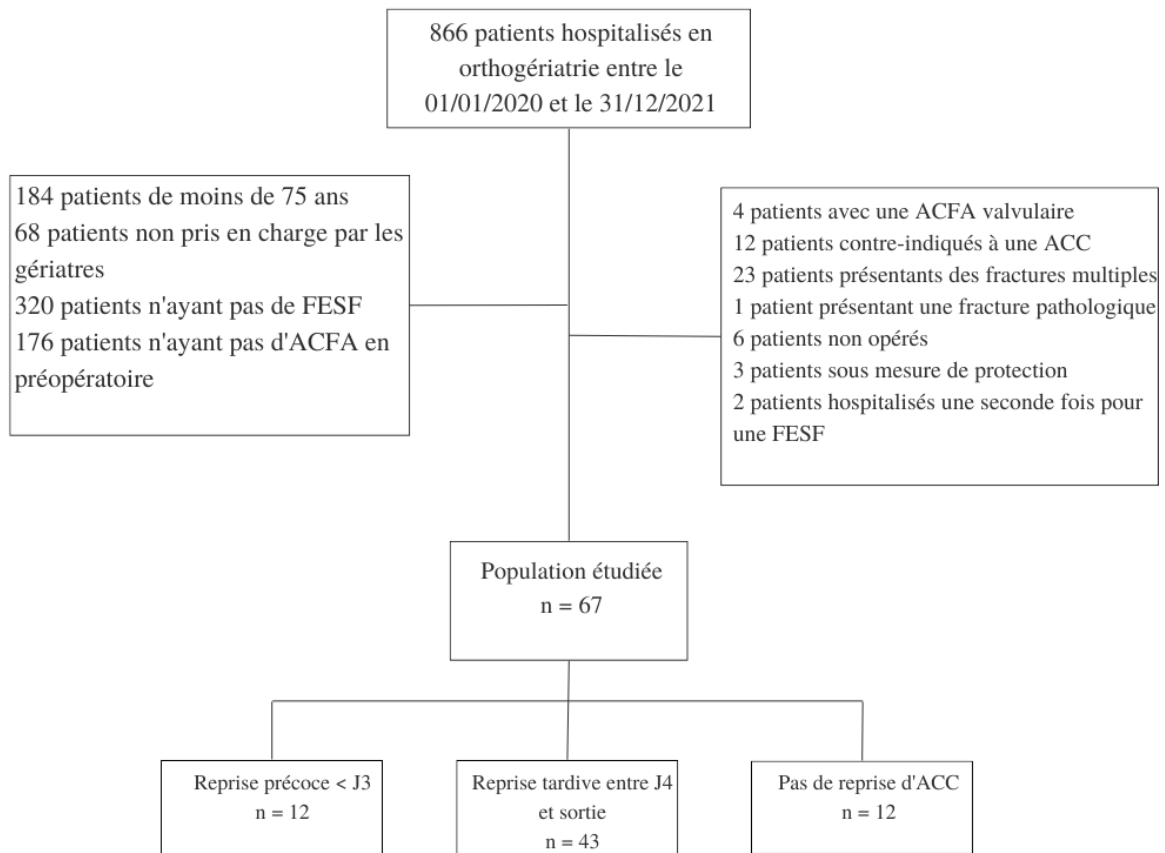 866 patients hospitalisés en
orthogériatrie entre le
01/01/2020 et le 31/12/2021
184 patients de moins de 75 ans
68 patients non pris en charge par les
gériatres
320 patients n'ayant pas de FESF
176 patients n'ayant pas d'ACFA en
préopératoire
4 patients avec une ACFA valvulaire
12 patients contre-indiqués à une ACC
23 patients présentants des fractures multiples
1 patient présentant une fracture pathologique
6 patients non opérés
3 patients sous mesure de protection
2 patients hospitalisés une seconde fois pour
une FESF
Population étudiée
n = 67
Reprise précoce < J3
n = 12
Reprise tardive entre J4
et sortie
n = 43
Pas de reprise d'ACC
n = 12